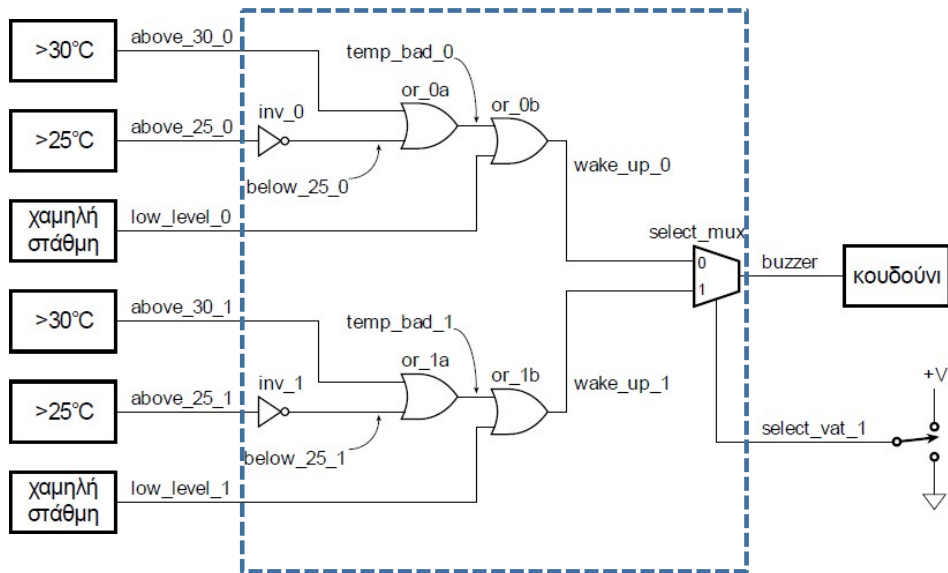 >30°C
above_30_0
temp_bad_0
or_0a
or_0b
inv_0
>25°C
above_25_0
below_25_0
wake_up_0
χαμηλή
στάθμη
low_level_0
select_mux
0
1
buzzer
κουδούνι
>30°C
above_30_1
temp_bad_1
or_1a
or_1b
inv_1
>25°C
above_25_1
wake_up_1
+V
select_vat_1
below_25_1
χαμηλή
στάθμη
low_level_1